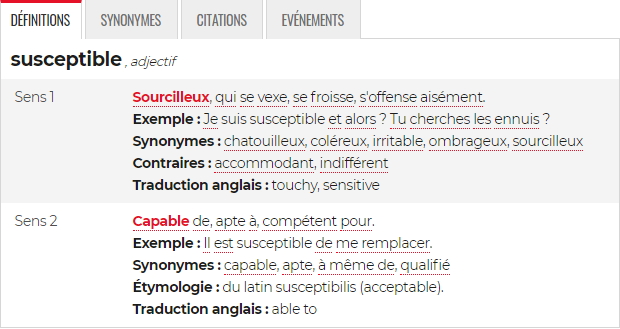 DÉFINITIONS SYNONYMES CITATIONS EVÉNEMENTS
susceptible , adjectif
Sens 1 Sourcilleux, qui se vexe, se froisse, s'offense aisément.
Exemple : Je suis susceptible et alors ? Tu cherches les ennuis ?
Synonymes : chatouilleux, coléreux, irritable, ombrageux, sourcilleux
Contraires : accommodant, indifférent
Traduction anglais : touchy, sensitive
Sens 2 Capable de, apte à, compétent pour.
Exemple : Il est susceptible de me remplacer.
Synonymes : capable, apte, à même de, qualifié
Étymologie : du latin susceptibilis (acceptable).
Traduction anglais : able to